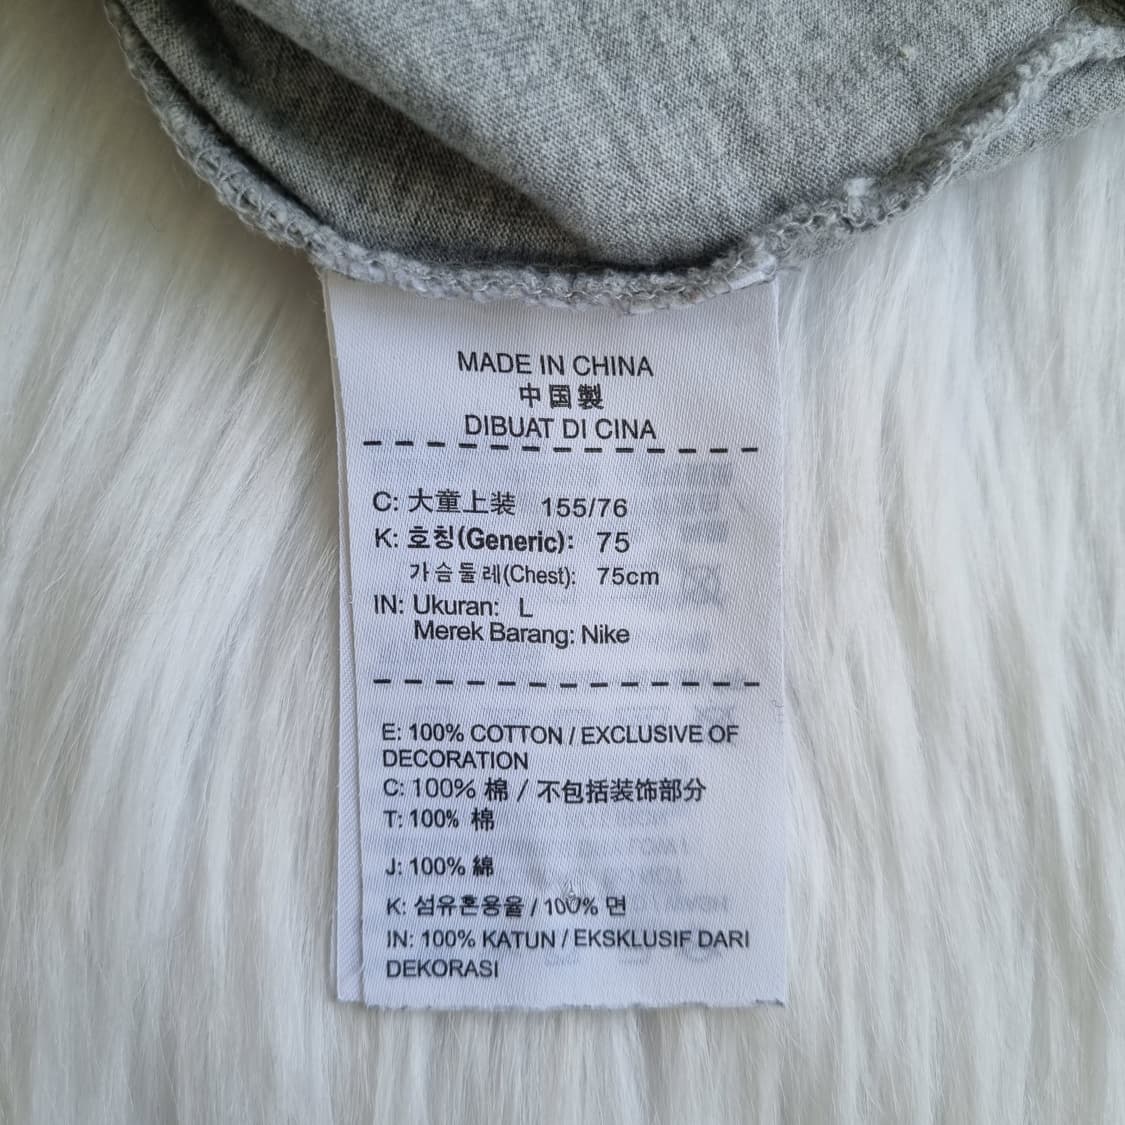 MADE IN CHINA
中国製
DIBUAT DI CINA
C: 大童上装 155/76
K: 호칭(Generic): 75
가슴둘레(Chest): 75cm
IN: Ukuran: L
Merek Barang: Nike
E: 100% COTTON / EXCLUSIVE OF
DECORATION
C: 100% 棉 / 不包括装饰部分
T: 100% 棉
J: 100% 綿
K: 섬유혼용율 / 100% 면
IN: 100% KATUN / EKSKLUSIF DARI
DEKORASI